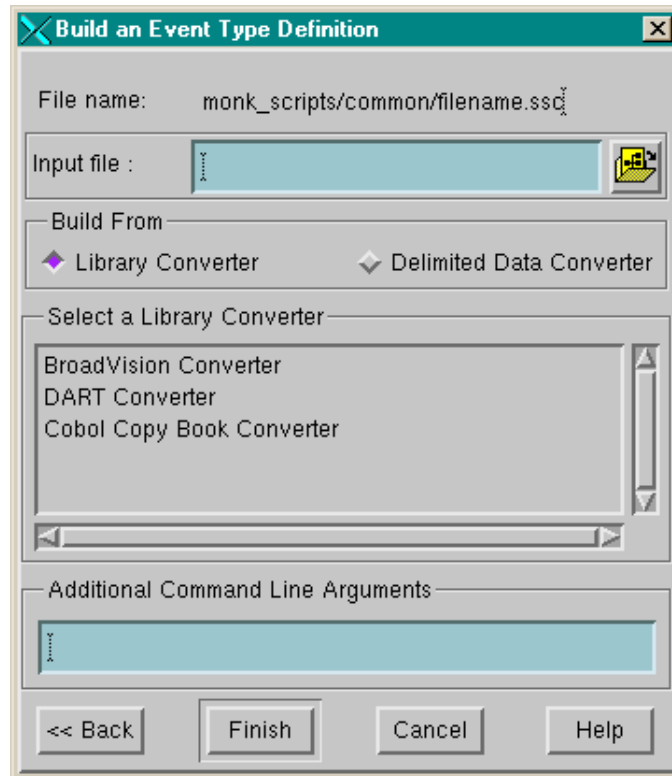 Build an Event Type Definition
File name: monk_scripts/common/filename.ssc
Input file :
Build From
Library Converter Delimited Data Converter
Select a Library Converter
BroadVision Converter
DART Converter
Cobol Copy Book Converter
Additional Command Line Arguments
<< Back Finish Cancel Help